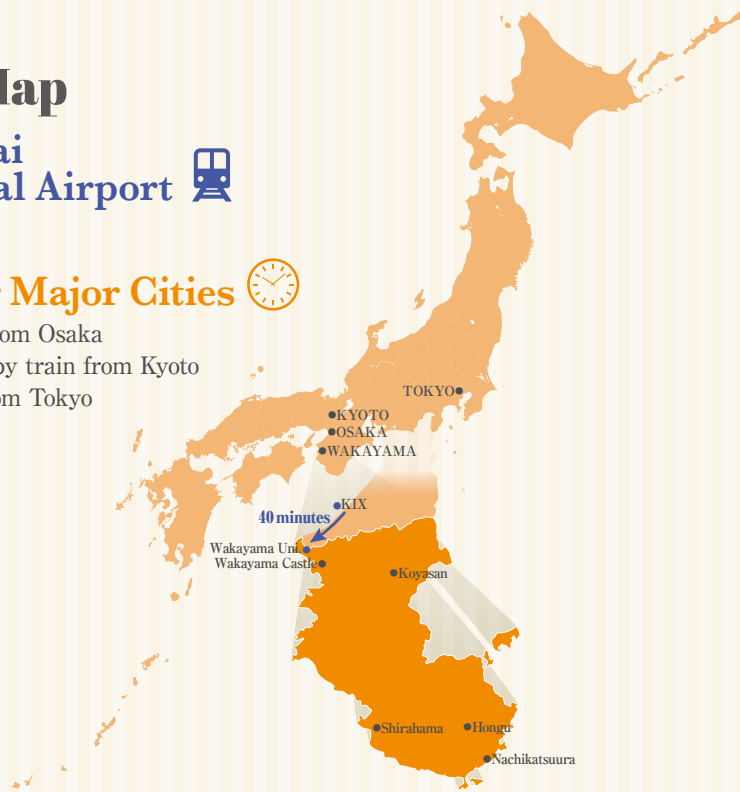 ap
ai
al Airport
Major Cities
om Osaka
by train from Kyoto
om Tokyo
TOKYO
KYOTO
OSAKA
WAKAYAMA
KIX
40 minutes
Wakayama Uni.
Wakayama Castle
Koyasan
Shirahama
Hongu
Nachikatsuura